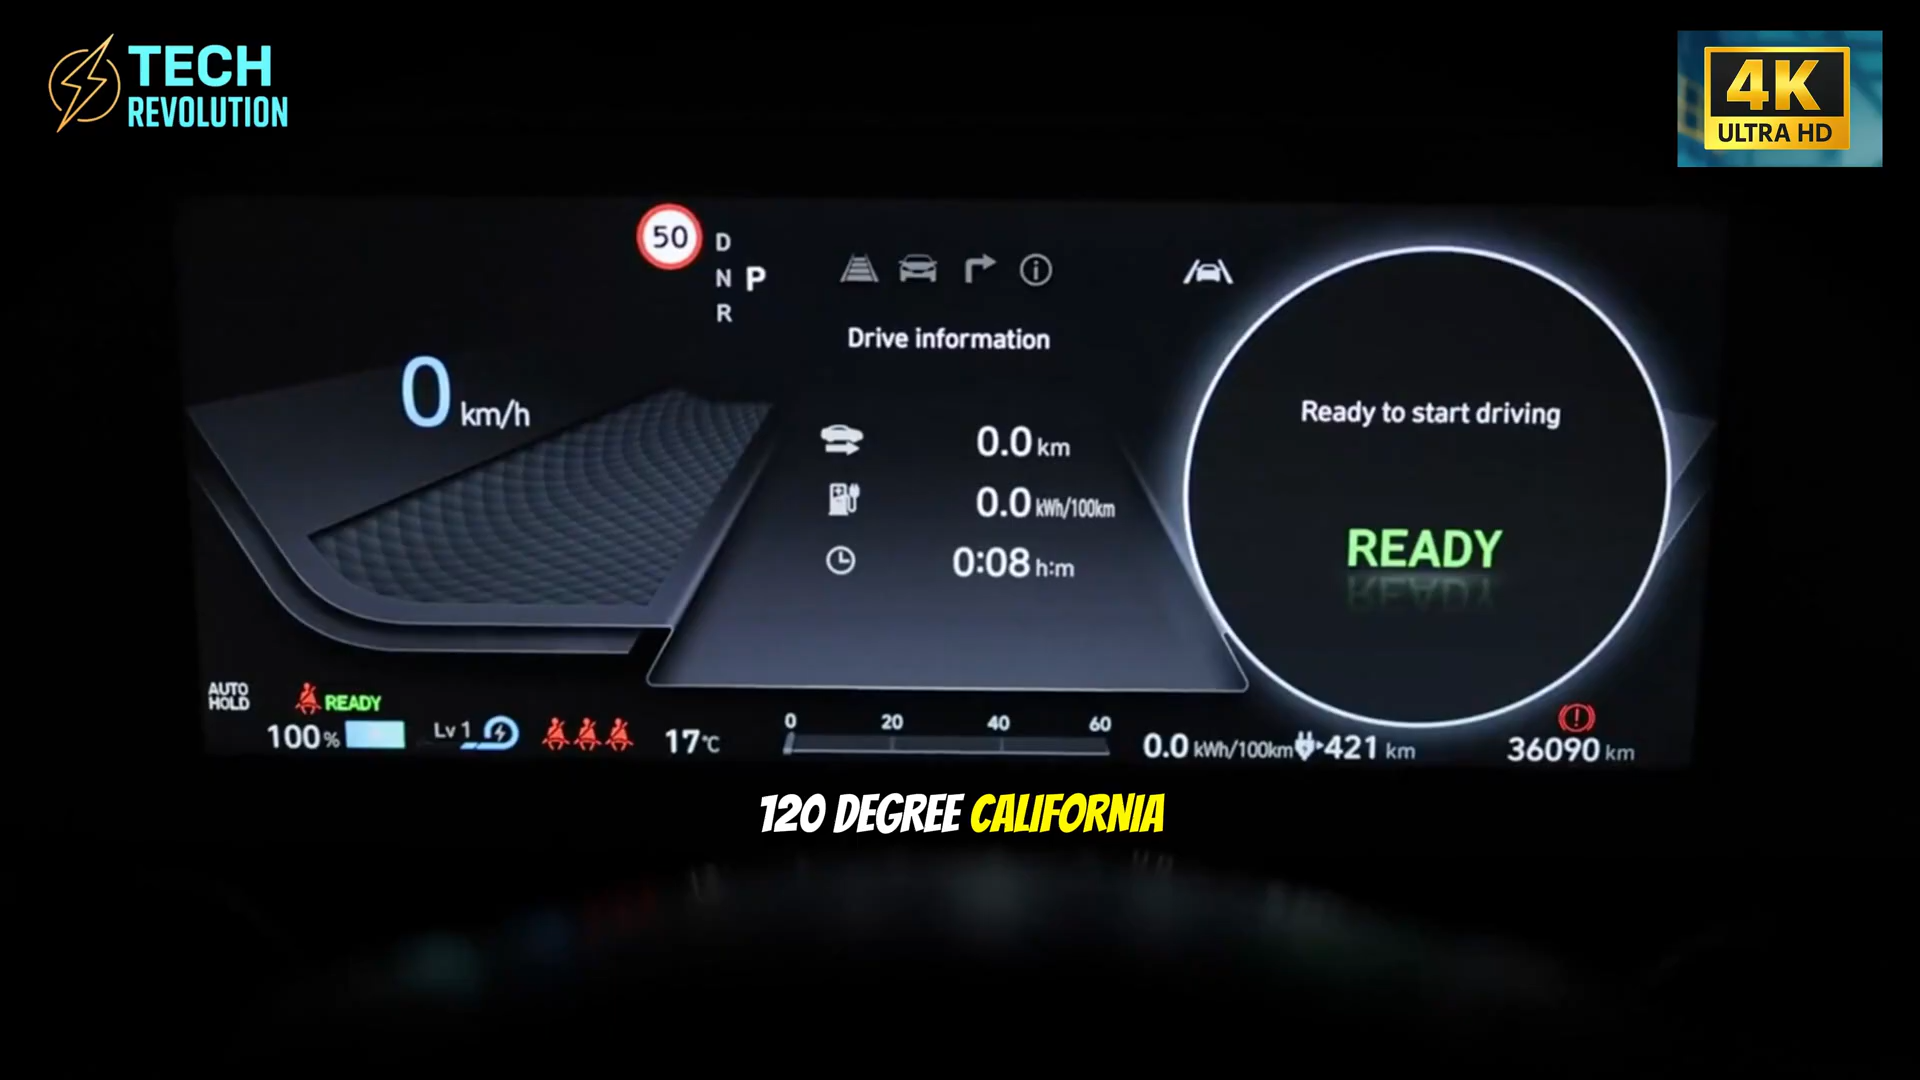 TECH
REVOLUTION
4K
ULTRA HD
50
D
N P
R
Drive information
0 km/h
0.0 km
0.0 kWh/100km
0:08 h:m
Ready to start driving
READY
AUTO
HOLD
READY
100%
Lv 1
17°C
0 20 40 60
0.0 kWh/100km
421 km
36090 km
120 DEGREE CALIFORNIA